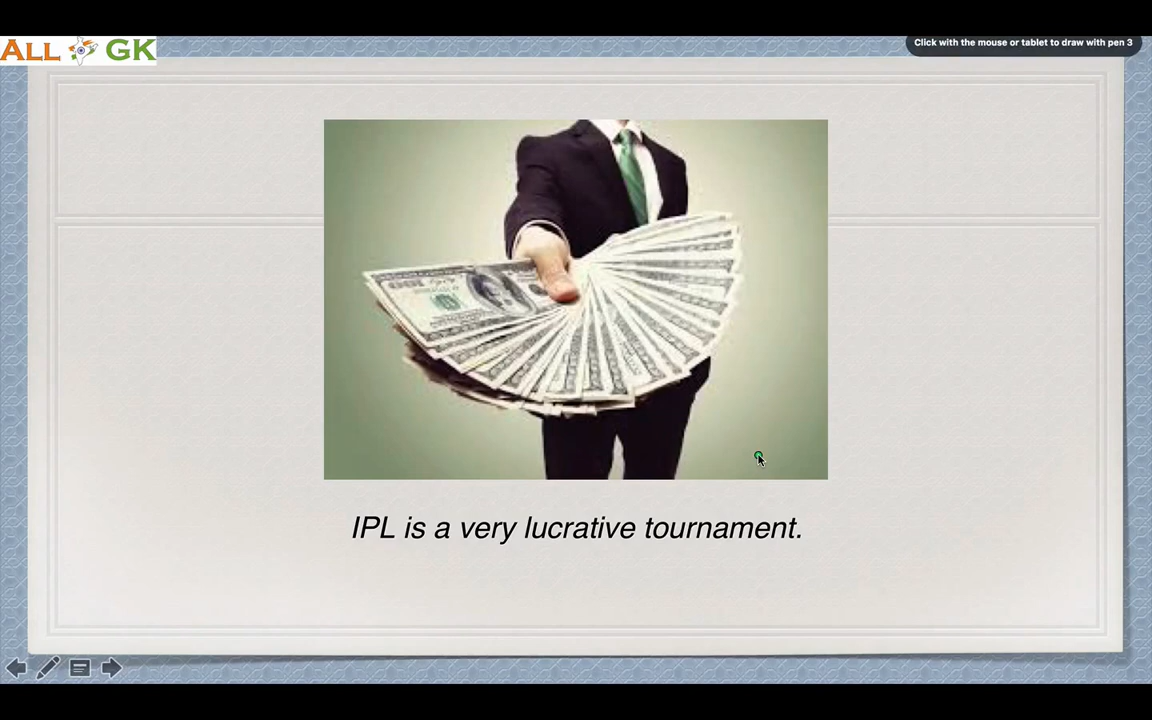 ALL GK
Click with the mouse or tablet to draw with pen 3
IPL is a very lucrative tournament.